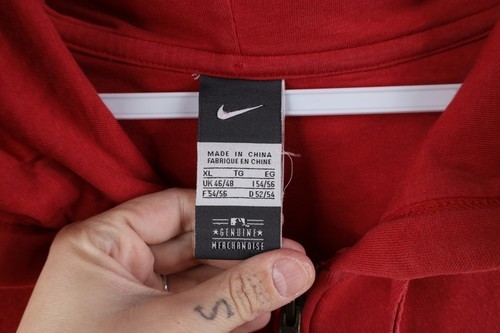 MADE IN CHINA
FABRIQUE EN CHINE
XL TG EG
UK 46/48 I 54/56
F 54/56 D 52/54
GENUINE
MERCHANDISE